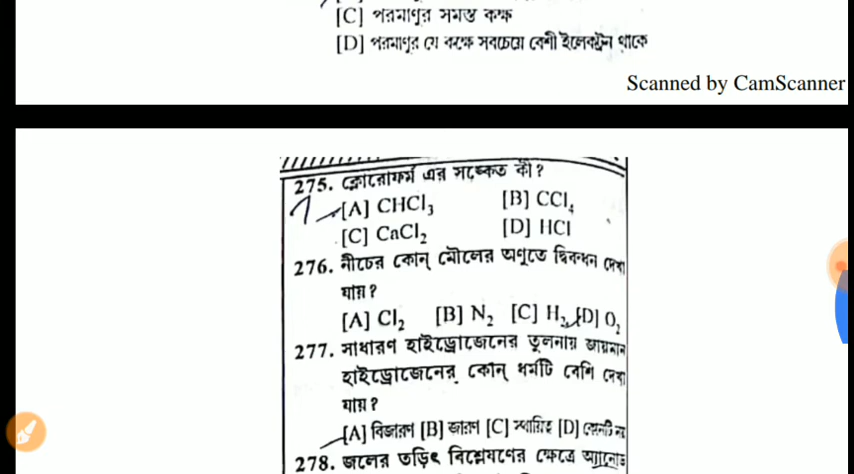 [C] পরমাণুর সমস্ত কক্ষ
[D] পরমাণুর যে কক্ষে সবচেয়ে বেশী ইলেকট্রন থাকে
Scanned by CamScanner
275. ক্লোরোফর্ম এর সঙ্কেত কী?
[A] CHCl₃ [B] CCl₄
[C] CaCl₂ [D] HCl
276. নীচের কোন্ মৌলের অণুতে দ্বিবন্ধন দেখা
যায়?
[A] Cl₂ [B] N₂ [C] H₂ [D] O₂
277. সাধারণ হাইড্রোজেনের তুলনায় জায়মান
হাইড্রোজেনের কোন্ ধর্মটি বেশি দেখা
যায়?
[A] বিজারণ [B] জারণ [C] স্থায়িত্ব [D] কোনটি নয়
278. জলের তড়িৎ বিশ্লেষণের ক্ষেত্রে অ্যানোড